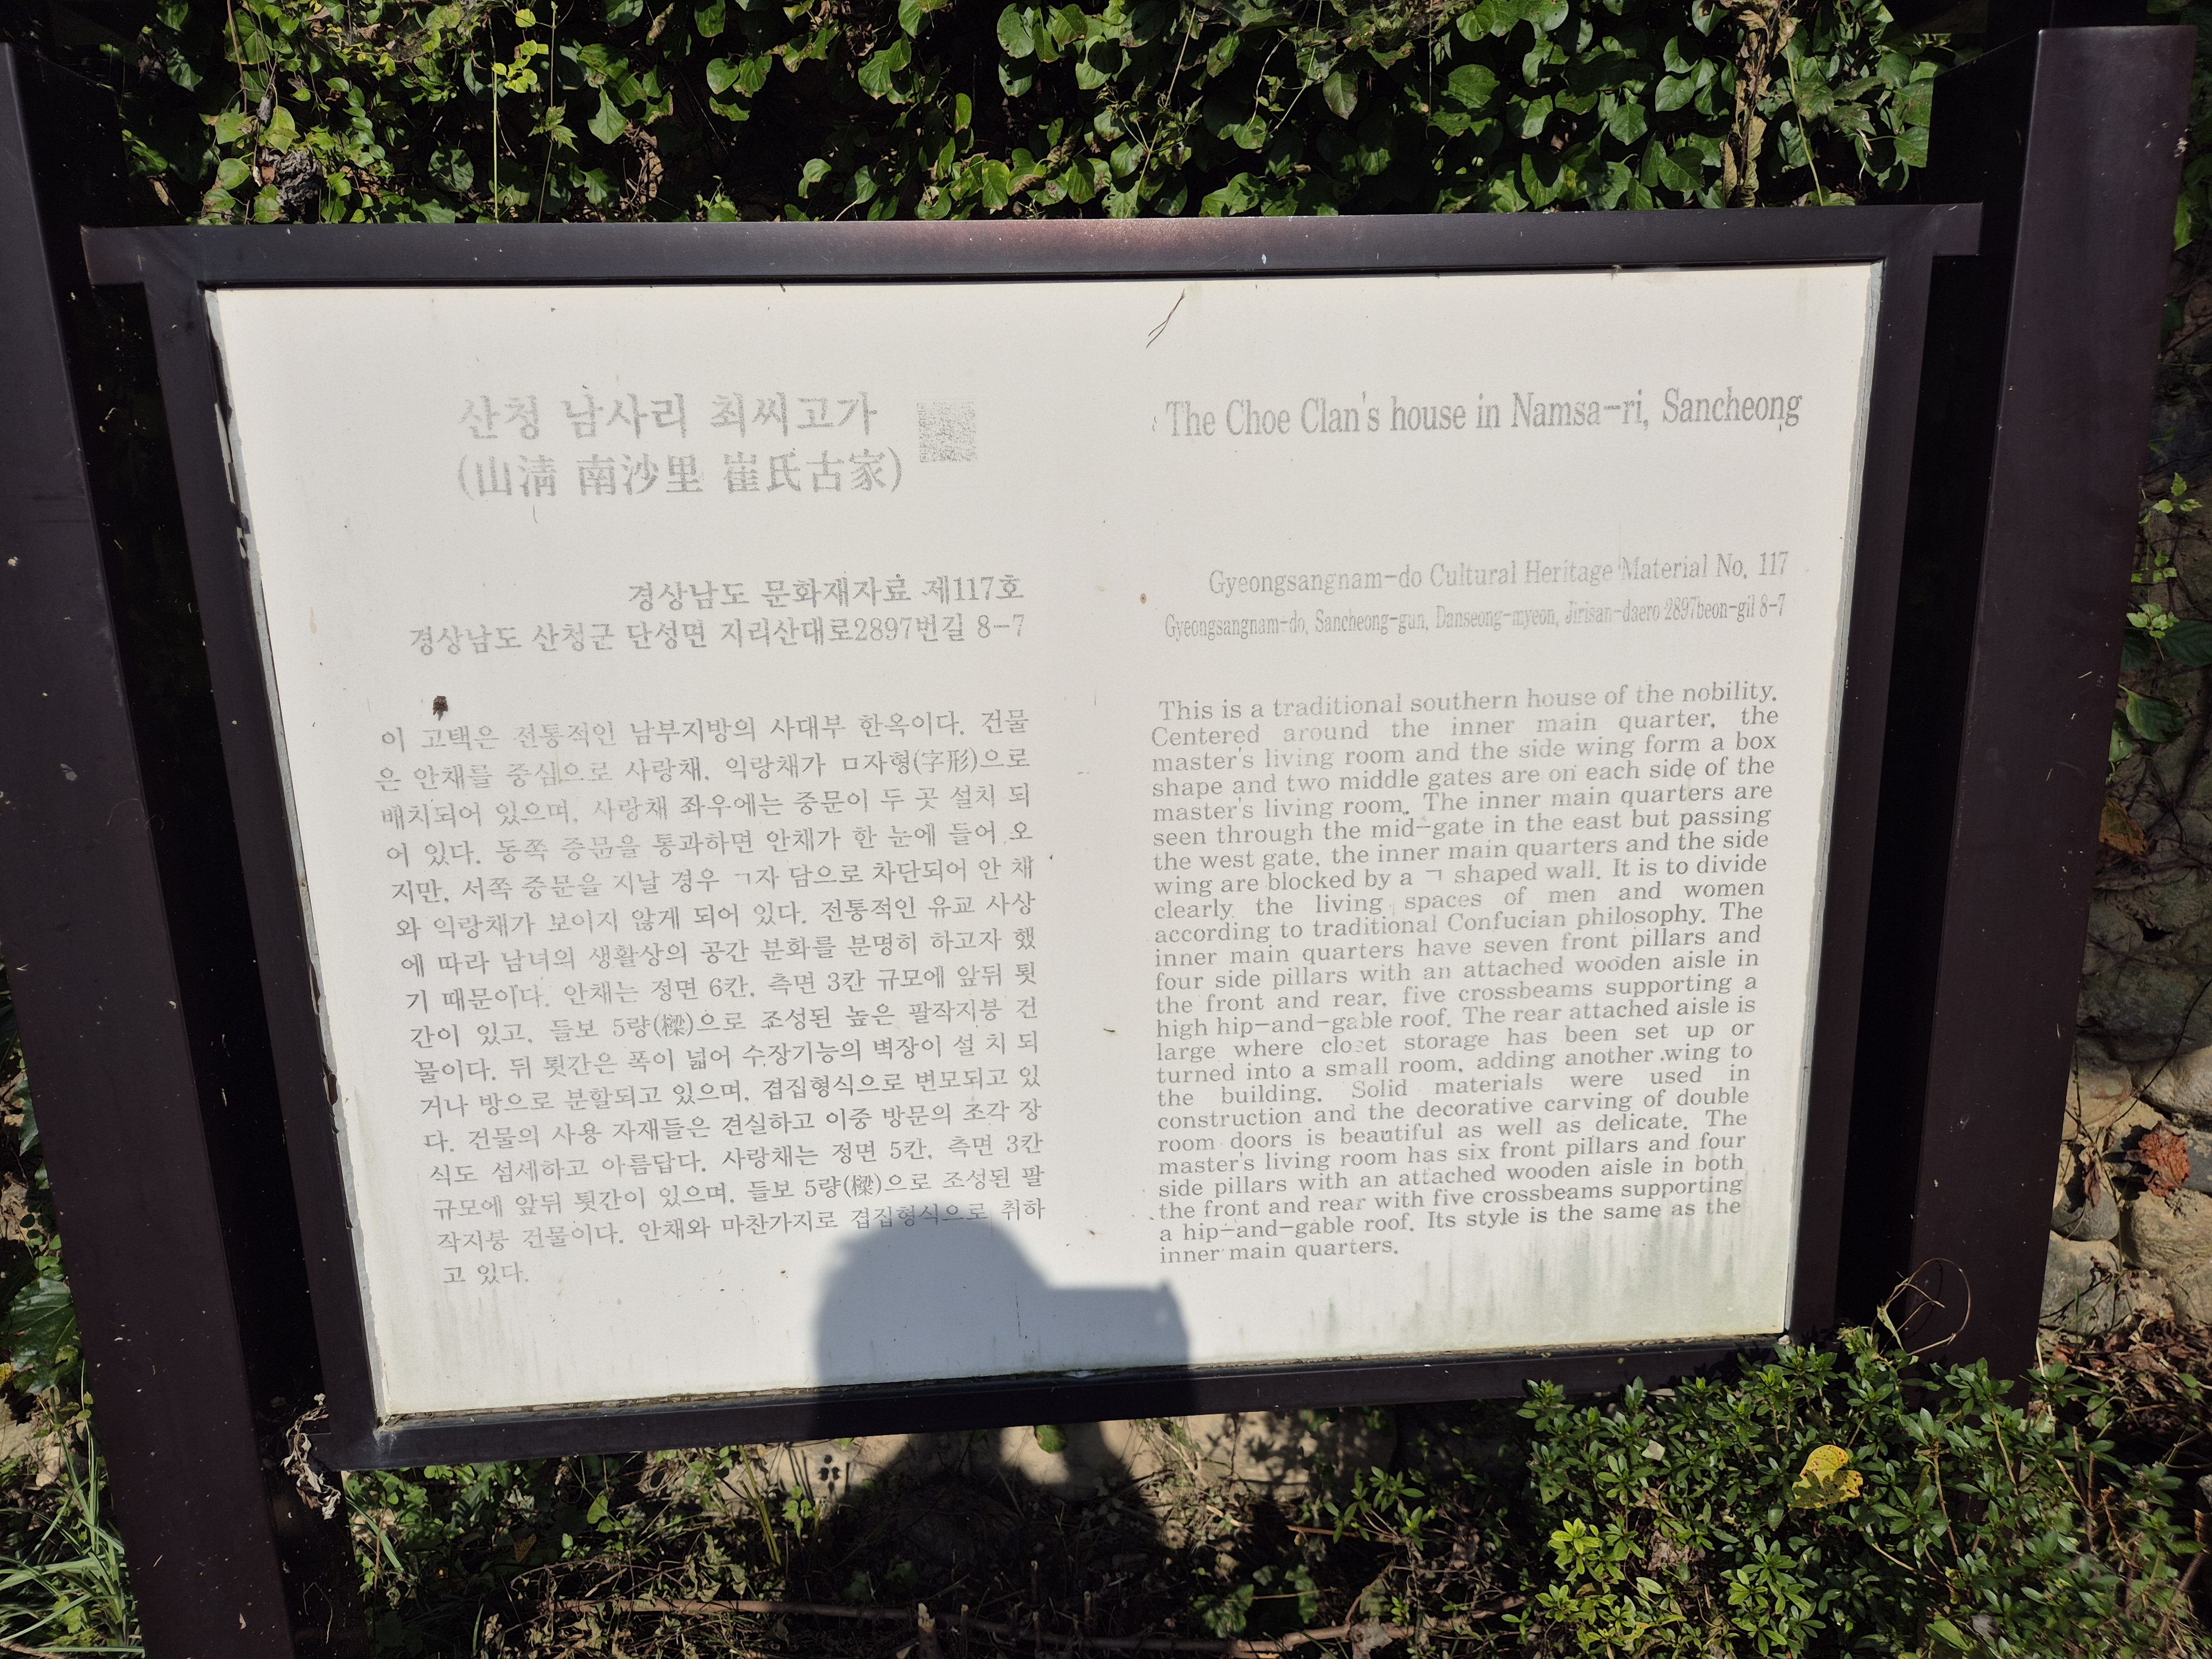 산청 남사리 최씨고가
(山淸 南沙里 崔氏古家)
경상남도 문화재자료 제117호
경상남도 산청군 단성면 지리산대로2897번길 8-7
이 고택은 전통적인 남부지방의 사대부 한옥이다. 건물
은 안채를 중심으로 사랑채, 익랑채가 ㅁ자형(字形)으로
배치되어 있으며, 사랑채 좌우에는 중문이 두 곳 설치 되
어 있다. 동쪽 중문을 통과하면 안채가 한 눈에 들어 오
지만, 서쪽 중문을 지날 경우 ㄱ자 담으로 차단되어 안 채
와 익랑채가 보이지 않게 되어 있다. 전통적인 유교 사상
에 따라 남녀의 생활상의 공간 분화를 분명히 하고자 했
기 때문이다. 안채는 정면 6칸, 측면 3칸 규모에 앞뒤 툇
간이 있고, 들보 5량(樑)으로 조성된 높은 팔작지붕 건
물이다. 뒤 툇간은 폭이 넓어 수장기능의 벽장이 설 치 되
거나 방으로 분할되고 있으며, 겹집형식으로 변모되고 있
다. 건물의 사용 자재들은 견실하고 이중 방문의 조각 장
식도 섬세하고 아름답다. 사랑채는 정면 5칸, 측면 3칸
규모에 앞뒤 툇간이 있으며, 들보 5량(樑)으로 조성된 팔
작지붕 건물이다. 안채와 마찬가지로 겹집형식으로 취하
고 있다.
The Choe Clan's house in Namsa-ri, Sancheong
Gyeongsangnam-do Cultural Heritage Material No. 117
Gyeongsangnam-do, Sancheong-gun, Danseong-myeon, Jirisan-daero 2897beon-gil 8-7
This is a traditional southern house of the nobility.
Centered around the inner main quarter, the
master's living room and the side wing form a box
shape and two middle gates are on each side of the
master's living room. The inner main quarters are
seen through the mid-gate in the east but passing
the west gate, the inner main quarters and the side
wing are blocked by a ㄱ shaped wall. It is to divide
clearly the living spaces of men and women
according to traditional Confucian philosophy. The
inner main quarters have seven front pillars and
four side pillars with an attached wooden aisle in
the front and rear, five crossbeams supporting a
high hip-and-gable roof. The rear attached aisle is
large where closet storage has been set up or
turned into a small room, adding another wing to
the building. Solid materials were used in
construction and the decorative carving of double
room doors is beautiful as well as delicate. The
master's living room has six front pillars and four
side pillars with an attached wooden aisle in both
the front and rear with five crossbeams supporting
a hip-and-gable roof. Its style is the same as the
inner main quarters.